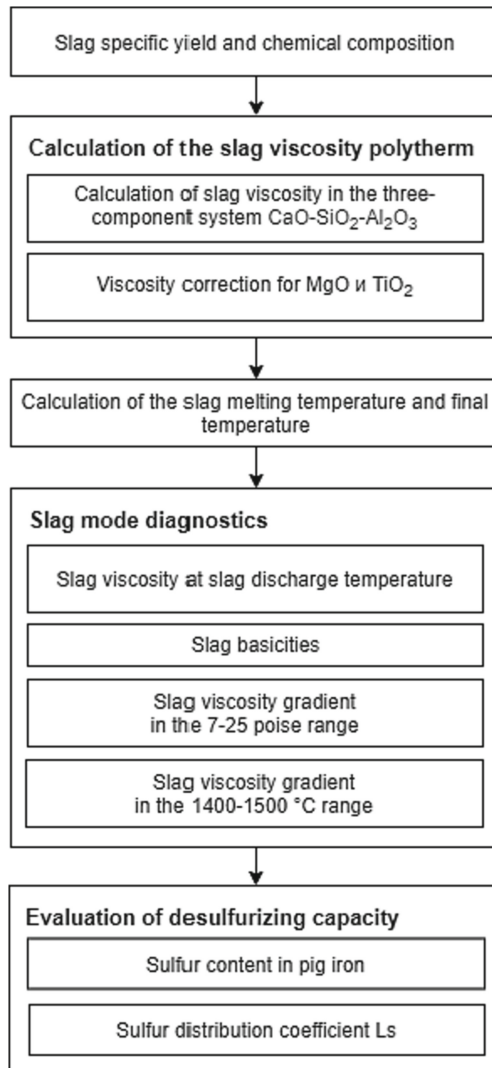 Slag specific yield and chemical composition
Calculation of the slag viscosity polytherm
Calculation of slag viscosity in the three-
component system CaO-SiO₂-Al₂O₃
Viscosity correction for MgO и TiO₂
Calculation of the slag melting temperature and final
temperature
Slag mode diagnostics
Slag viscosity at slag discharge temperature
Slag basicities
Slag viscosity gradient
in the 7-25 poise range
Slag viscosity gradient
in the 1400-1500 °C range
Evaluation of desulfurizing capacity
Sulfur content in pig iron
Sulfur distribution coefficient Ls